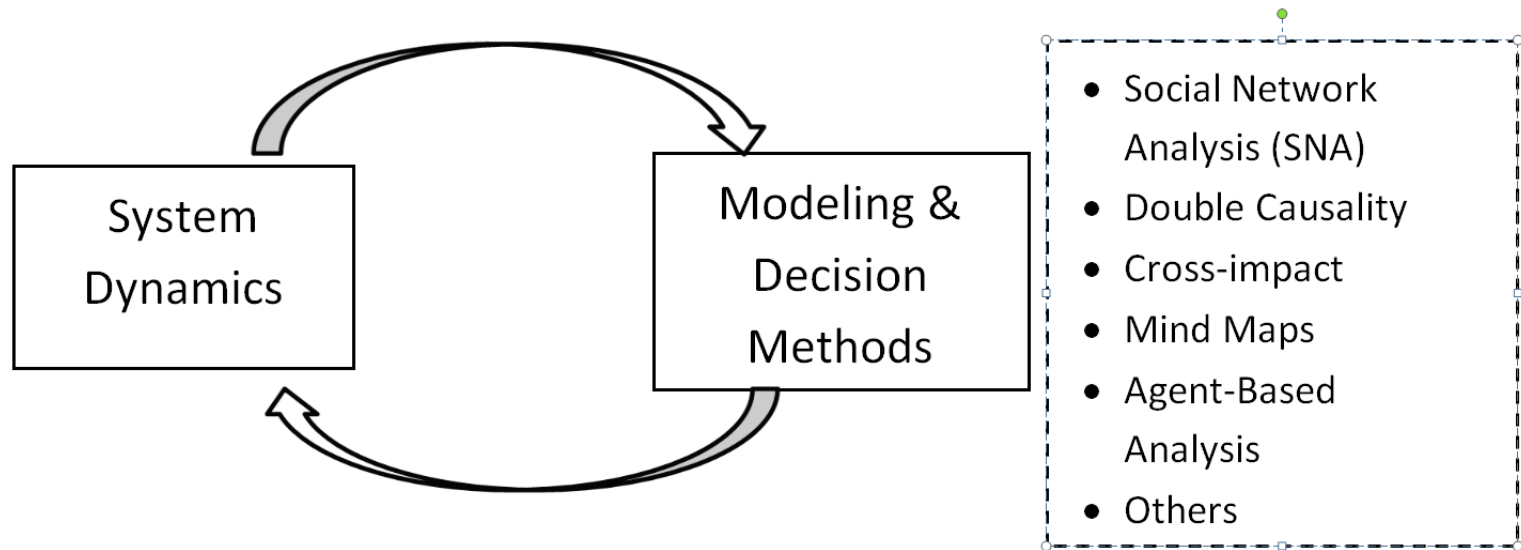 System
Dynamics
Modeling &
Decision
Methods
• Social Network
Analysis (SNA)
• Double Causality
• Cross-impact
• Mind Maps
• Agent-Based
Analysis
• Others